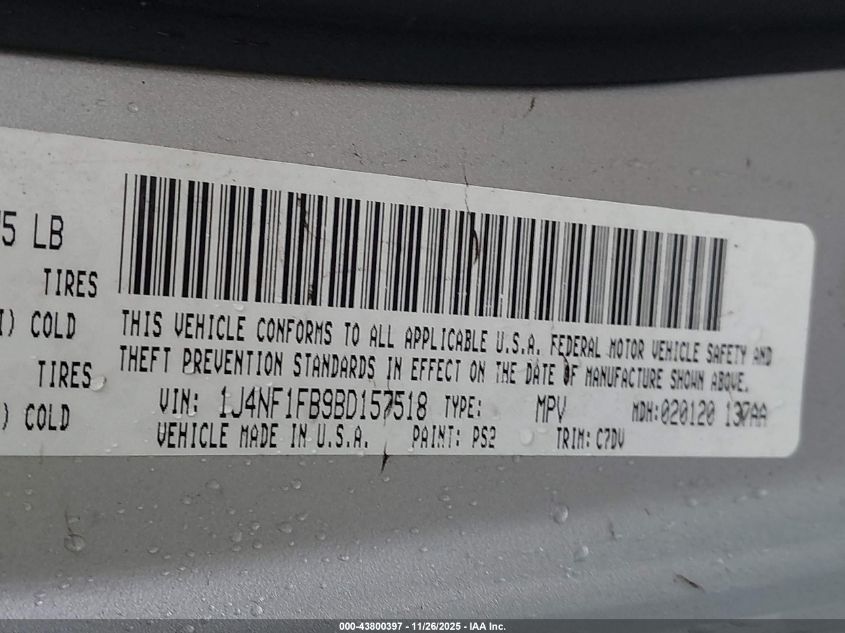 5 LB
TIRES
) COLD
TIRES
) COLD
THIS VEHICLE CONFORMS TO ALL APPLICABLE U.S.A. FEDERAL MOTOR VEHICLE SAFETY AND
THEFT PREVENTION STANDARDS IN EFFECT ON THE DATE OF MANUFACTURE SHOWN ABOVE.
VIN: 1J4NF1FB9BD157518 TYPE: MPV MDH:020120 137AA
VEHICLE MADE IN U.S.A. PAINT: PS2 TRIM: C7DV
000-43800397 - 11/26/2025 - IAA Inc.